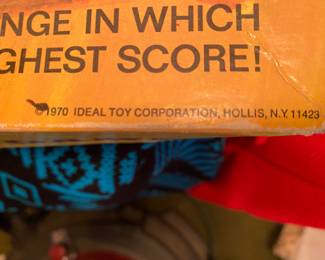 NGE IN WHICH
GHEST SCORE!
©1970 IDEAL TOY CORPORATION, HOLLIS, N.Y. 11423